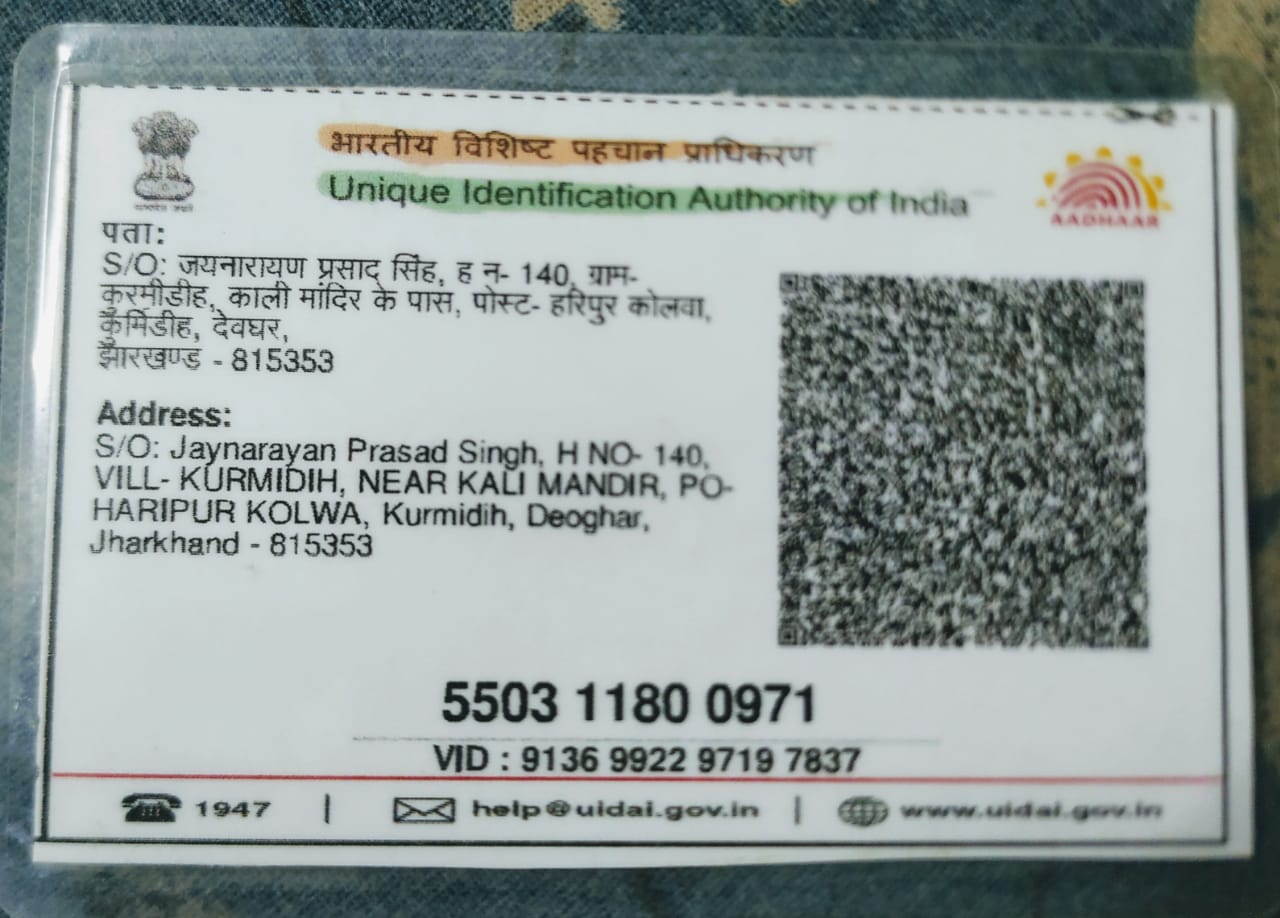 भारतीय विशिष्ट पहचान प्राधिकरण
Unique Identification Authority of India
AADHAAR
पता:
S/O: जयनारायण प्रसाद सिंह, ह न- 140, ग्राम-
कुरमीडीह, काली मांदिर के पास, पोस्ट- हरिपुर कोलवा,
कुर्मिडीह, देवघर,
झारखण्ड - 815353
Address:
S/O: Jaynarayan Prasad Singh, H NO- 140,
VILL- KURMIDIH, NEAR KALI MANDIR, PO-
HARIPUR KOLWA, Kurmidih, Deoghar,
Jharkhand - 815353
5503 1180 0971
VID : 9136 9922 9719 7837
1947 | help@uidai.gov.in | www.uidai.gov.in